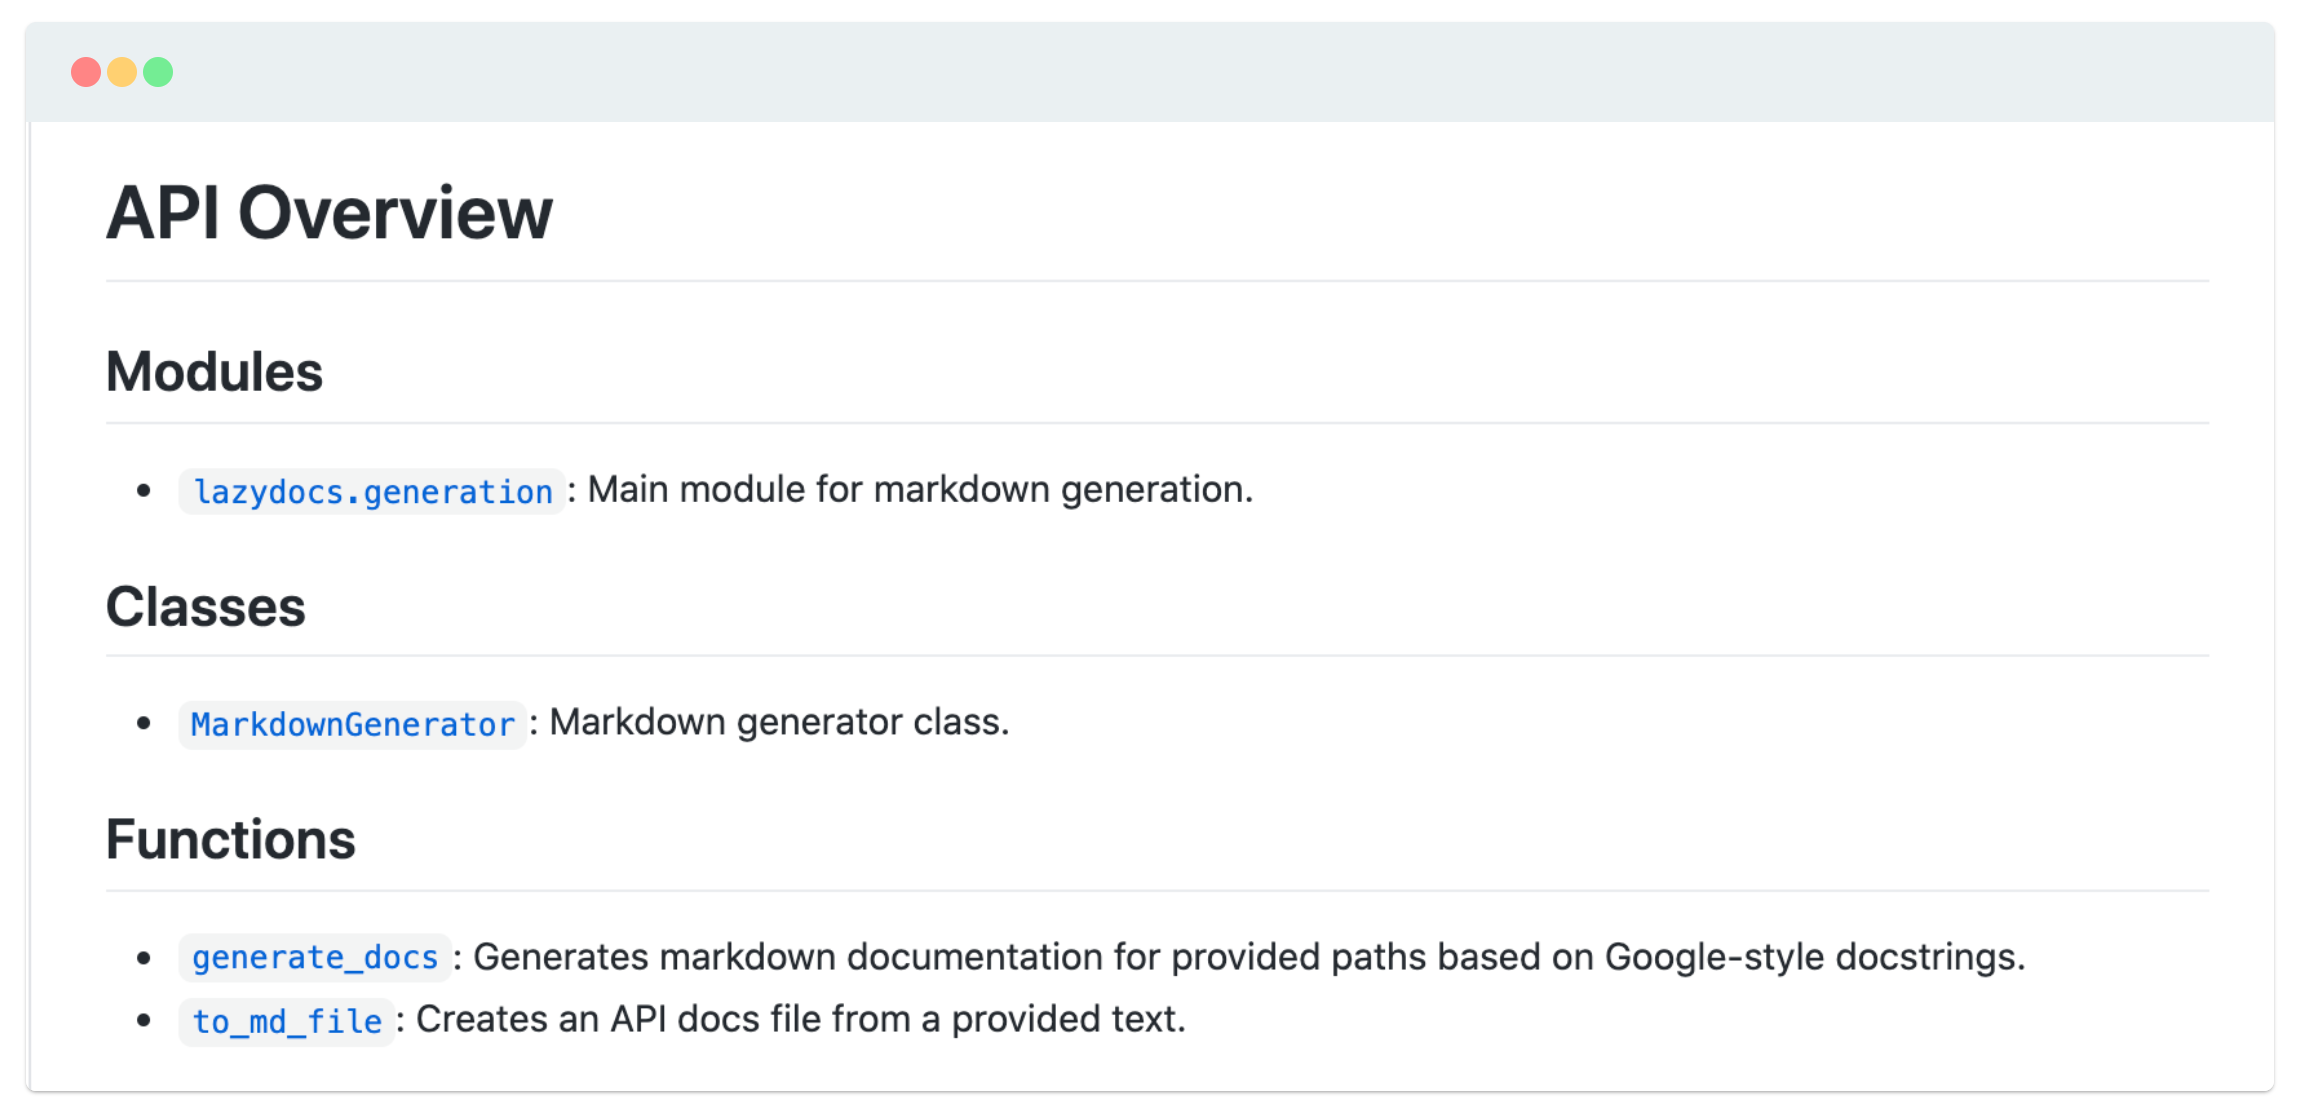 API Overview
Modules
lazydocs.generation: Main module for markdown generation.
Classes
MarkdownGenerator: Markdown generator class.
Functions
generate_docs: Generates markdown documentation for provided paths based on Google-style docstrings.
to_md_file: Creates an API docs file from a provided text.